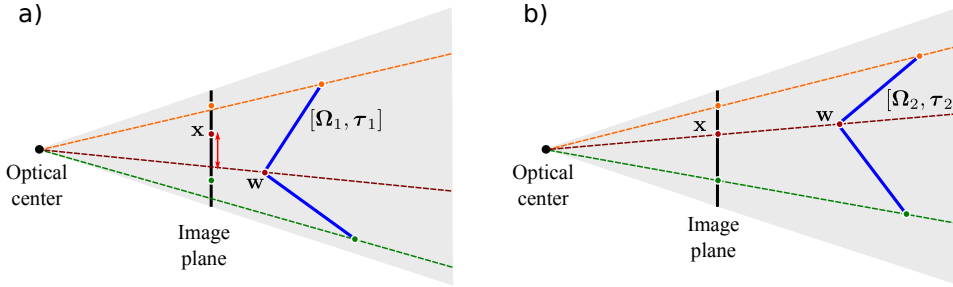 a)
x
[Ω₁, τ₁]
w
Optical
center
Image
plane
b)
x
w
[Ω₂, τ₂
Optical
center
Image
plane